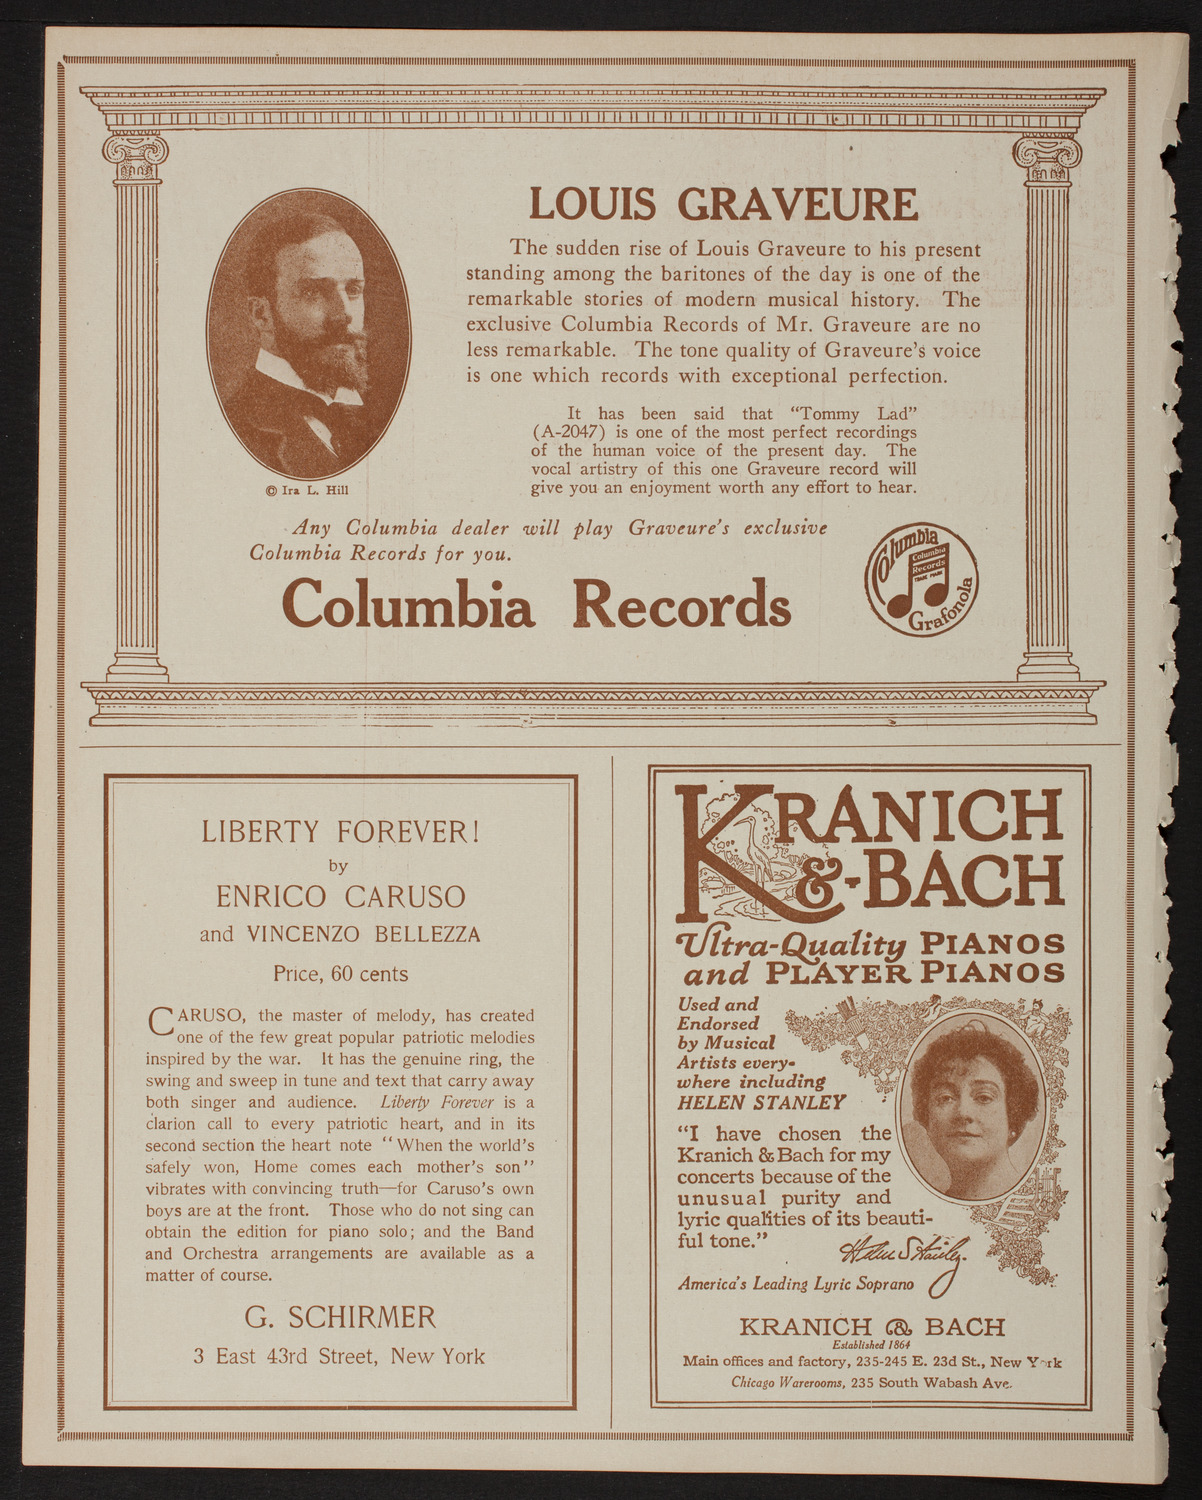 LOUIS GRAVEURE
The sudden rise of Louis Graveure to his present
standing among the baritones of the day is one of the
remarkable stories of modern musical history. The
exclusive Columbia Records of Mr. Graveure are no
less remarkable. The tone quality of Graveure's voice
is one which records with exceptional perfection.
It has been said that "Tommy Lad"
(A-2047) is one of the most perfect recordings
of the human voice of the present day. The
vocal artistry of this one Graveure record will
give you an enjoyment worth any effort to hear.
© Ira L. Hill
Any Columbia dealer will play Graveure's exclusive
Columbia Records for you.
Columbia Records
Columbia
Columbia
Records
TRADE MARK
Grafonola
LIBERTY FOREVER!
by
ENRICO CARUSO
and VINCENZO BELLEZZA
Price, 60 cents
CARUSO, the master of melody, has created
one of the few great popular patriotic melodies
inspired by the war. It has the genuine ring, the
swing and sweep in tune and text that carry away
both singer and audience. Liberty Forever is a
clarion call to every patriotic heart, and in its
second section the heart note "When the world's
safely won, Home comes each mother's son"
vibrates with convincing truth—for Caruso's own
boys are at the front. Those who do not sing can
obtain the edition for piano solo; and the Band
and Orchestra arrangements are available as a
matter of course.
G. SCHIRMER
3 East 43rd Street, New York
KRANICH
&-BACH
Ultra-Quality PIANOS
and PLAYER PIANOS
Used and
Endorsed
by Musical
Artists every-
where including
HELEN STANLEY
"I have chosen the
Kranich & Bach for my
concerts because of the
unusual purity and
lyric qualities of its beauti-
ful tone."
Helen Stanley.
America's Leading Lyric Soprano
KRANICH & BACH
Established 1864
Main offices and factory, 235-245 E. 23d St., New York
Chicago Warerooms, 235 South Wabash Ave.